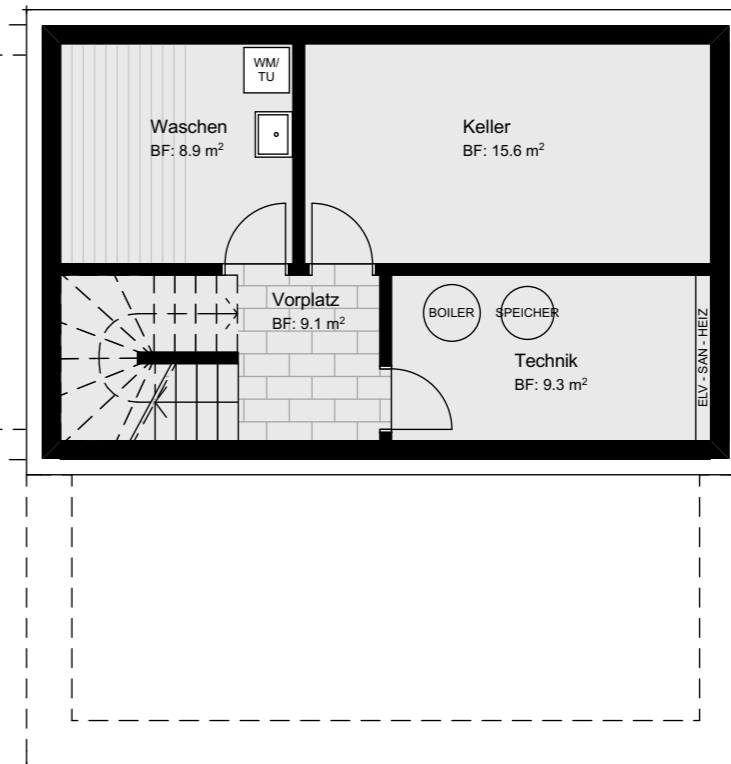 WM/
TU
Waschen
BF: 8.9 m²
Keller
BF: 15.6 m²
Vorplatz
BF: 9.1 m²
BOILER
SPEICHER
Technik
BF: 9.3 m²
ELV - SAN - HEIZ